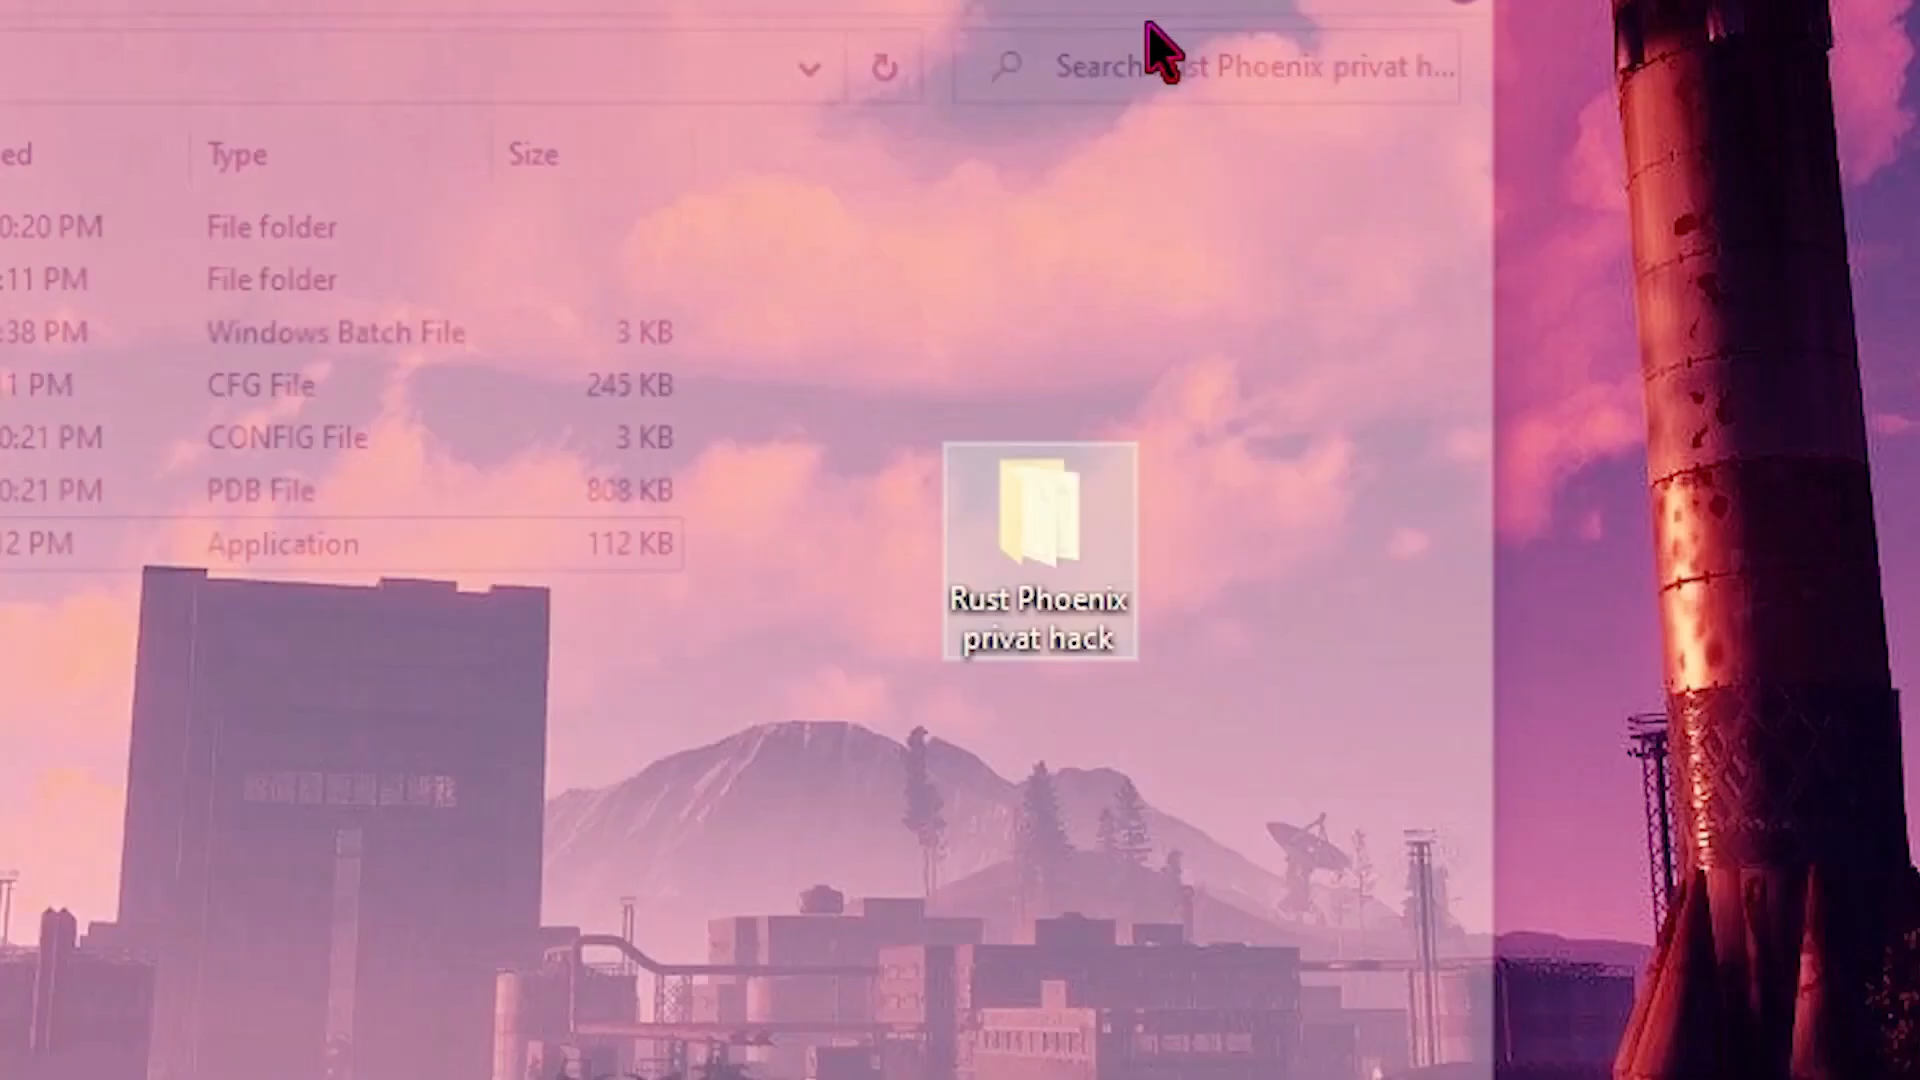 Search
st Phoenix privat h...
ed Type Size
0:20 PM File folder
:11 PM File folder
:38 PM Windows Batch File 3 KB
1 PM CFG File 245 KB
0:21 PM CONFIG File 3 KB
0:21 PM PDB File 808 KB
12 PM Application 112 KB
Rust Phoenix
privat hack